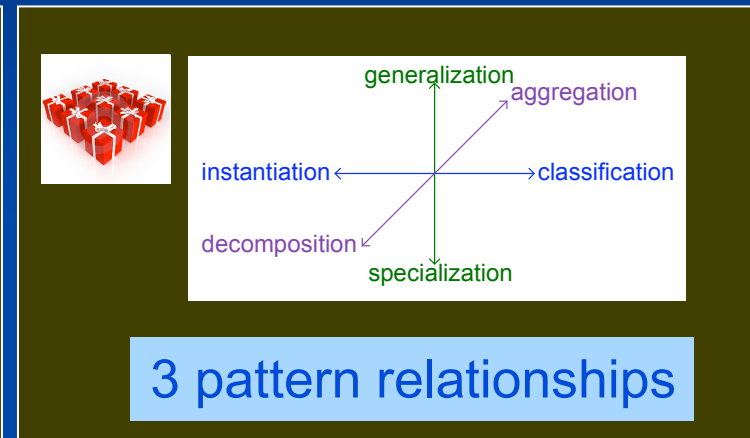 generalization
aggregation
instantiation
classification
decomposition
specialization
3 pattern relationships